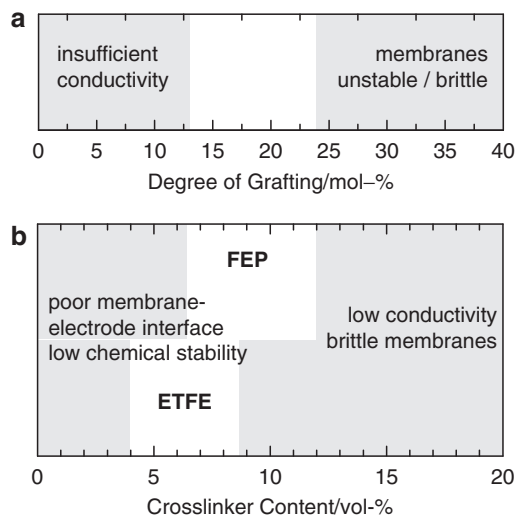 a
insufficient
conductivity
membranes
unstable / brittle
0 5 10 15 20 25 30 35 40
Degree of Grafting/mol–%
b
FEP
poor membrane-
electrode interface
low chemical stability
low conductivity
brittle membranes
ETFE
0 5 10 15 20
Crosslinker Content/vol-%